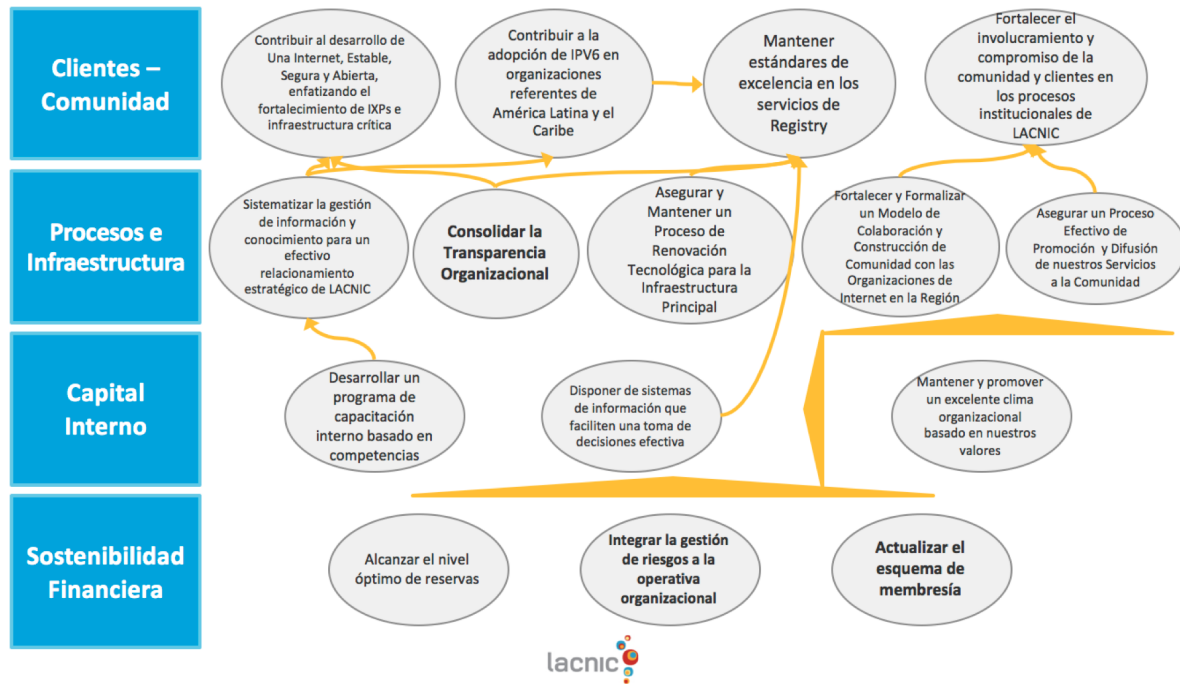 Clientes –
Comunidad
Contribuir al desarrollo de
Una Internet, Estable,
Segura y Abierta,
enfatizando el
fortalecimiento de IXPs e
infraestructura crítica
Contribuir a la
adopción de IPV6 en
organizaciones
referentes de
América Latina y el
Caribe
Mantener
estándares de
excelencia en los
servicios de
Registry
Fortalecer el
involucramiento y
compromiso de la
comunidad y clientes en
los procesos
institucionales de
LACNIC
Procesos e
Infraestructura
Sistematizar la gestión
de información y
conocimiento para un
efectivo
relacionamiento
estratégico de LACNIC
Consolidar la
Transparencia
Organizacional
Asegurar y
Mantener un
Proceso de
Renovación
Tecnológica para la
Infraestructura
Principal
Fortalecer y Formalizar
un Modelo de
Colaboración y
Construcción de
Comunidad con las
Organizaciones de
Internet en la Región
Asegurar un Proceso
Efectivo de
Promoción y Difusión
de nuestros Servicios
a la Comunidad
Capital
Interno
Desarrollar un
programa de
capacitación
interno basado en
competencias
Disponer de sistemas
de información que
faciliten una toma de
decisiones efectiva
Mantener y promover
un excelente clima
organizacional
basado en nuestros
valores
Sostenibilidad
Financiera
Alcanzar el nivel
óptimo de reservas
Integrar la gestión
de riesgos a la
operativa
organizacional
Actualizar el
esquema de
membresía
lacnic